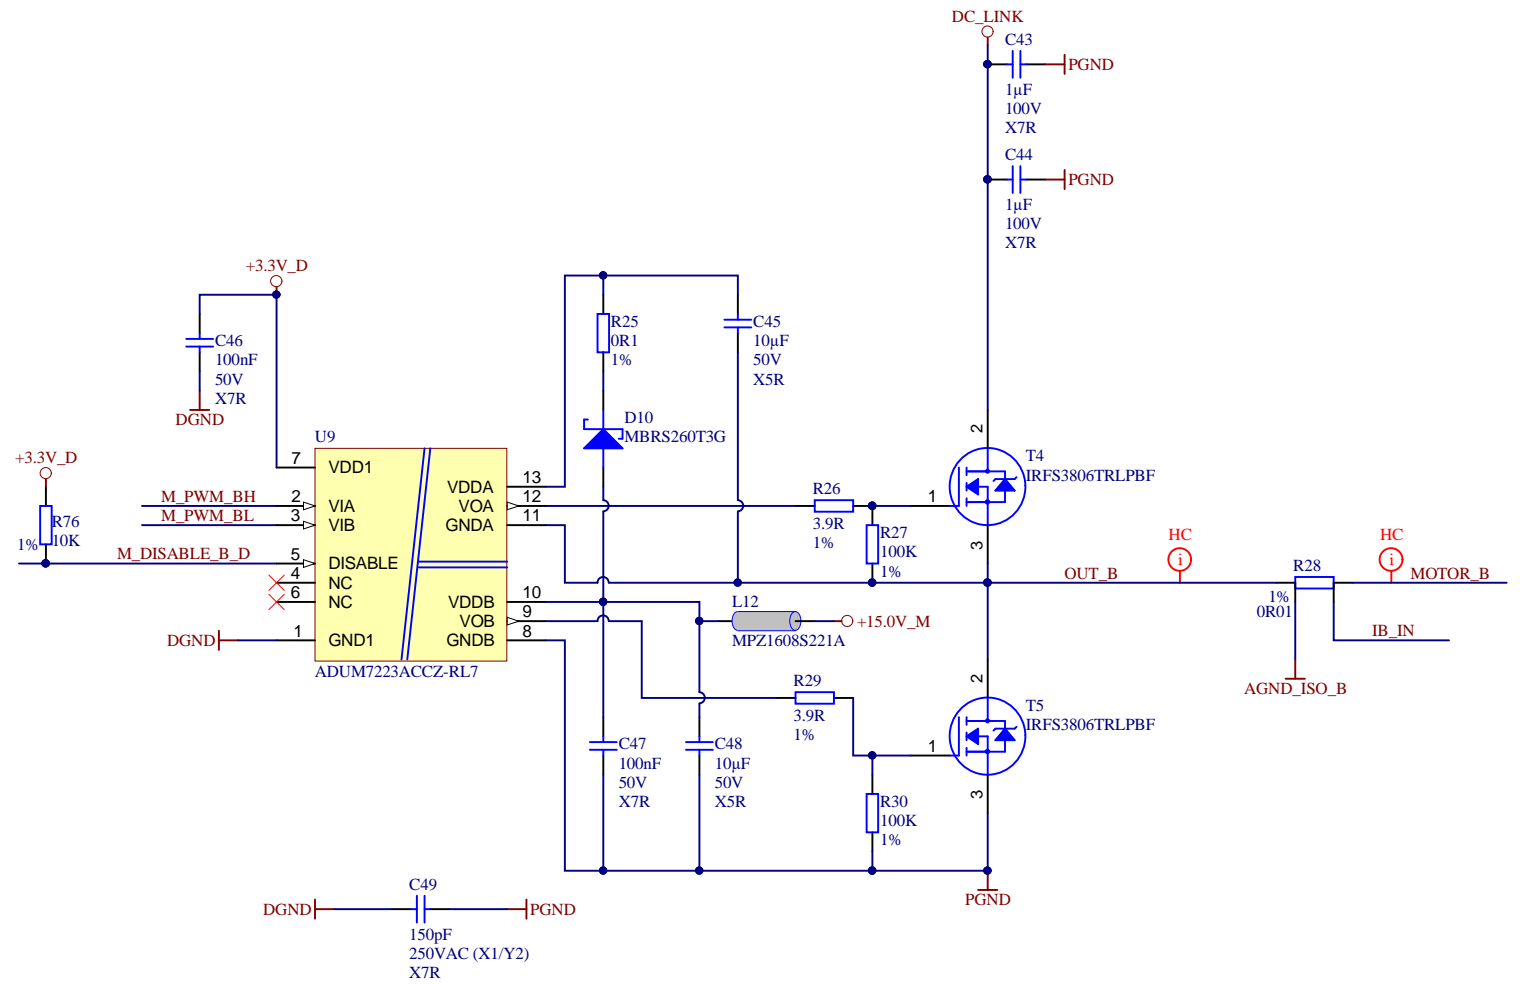 DC_LINK
C43
PGND
1µF
100V
X7R
C44
PGND
1µF
100V
X7R
+3.3V_D
C46
100nF
50V
X7R
DGND
R25
0R1
1%
C45
10µF
50V
X5R
D10
MBRS260T3G
U9
7 VDD1
+3.3V_D
R76
10K
1%
M_PWM_BH
2 VIA
M_PWM_BL
3 VIB
M_DISABLE_B_D
5 DISABLE
4 NC
6 NC
DGND
1 GND1
VDDA 13
VOA 12
GNDA 11
VDDB 10
VOB 9
GNDB 8
ADUM7223ACCZ-RL7
R26
3.9R
1%
R27
100K
1%
2
T4
IRFS3806TRLPBF
1
3
L12
MPZ1608S221A
+15.0V_M
OUT_B
HC
i
R28
1%
0R01
HC
i
MOTOR_B
IB_IN
AGND_ISO_B
R29
3.9R
1%
2
T5
IRFS3806TRLPBF
1
3
C47
100nF
50V
X7R
C48
10µF
50V
X5R
R30
100K
1%
PGND
C49
DGND
PGND
150pF
250VAC (X1/Y2)
X7R